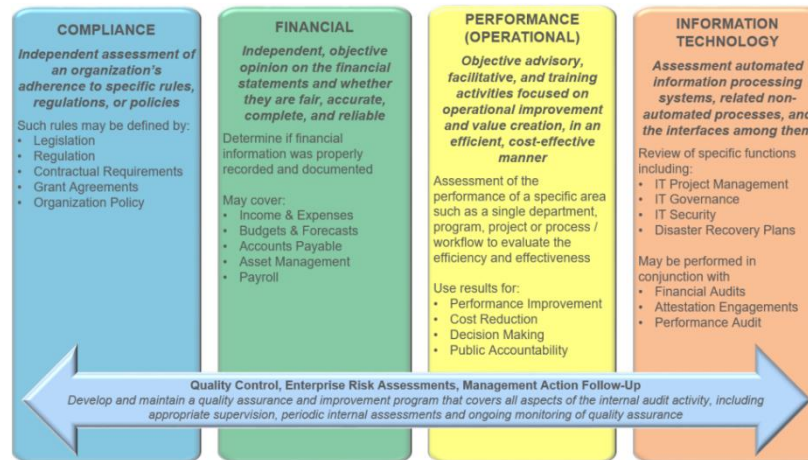 COMPLIANCE
Independent assessment of
an organization's
adherence to specific rules,
regulations, or policies
Such rules may be defined by:
• Legislation
• Regulation
• Contractual Requirements
• Grant Agreements
• Organization Policy
FINANCIAL
Independent, objective
opinion on the financial
statements and whether
they are fair, accurate,
complete, and reliable
Determine if financial
information was properly
recorded and documented
May cover:
• Income & Expenses
• Budgets & Forecasts
• Accounts Payable
• Asset Management
• Payroll
PERFORMANCE
(OPERATIONAL)
Objective advisory,
facilitative, and training
activities focused on
operational improvement
and value creation, in an
efficient, cost-effective
manner
Assessment of the
performance of a specific area
such as a single department,
program, project or process /
workflow to evaluate the
efficiency and effectiveness
Use results for:
• Performance Improvement
• Cost Reduction
• Decision Making
• Public Accountability
INFORMATION
TECHNOLOGY
Assessment automated
information processing
systems, related non-
automated processes, and
the interfaces among them
Review of specific functions
including:
• IT Project Management
• IT Governance
• IT Security
• Disaster Recovery Plans
May be performed in
conjunction with
• Financial Audits
• Attestation Engagements
• Performance Audit
Quality Control, Enterprise Risk Assessments, Management Action Follow-Up
Develop and maintain a quality assurance and improvement program that covers all aspects of the internal audit activity, including
appropriate supervision, periodic internal assessments and ongoing monitoring of quality assurance